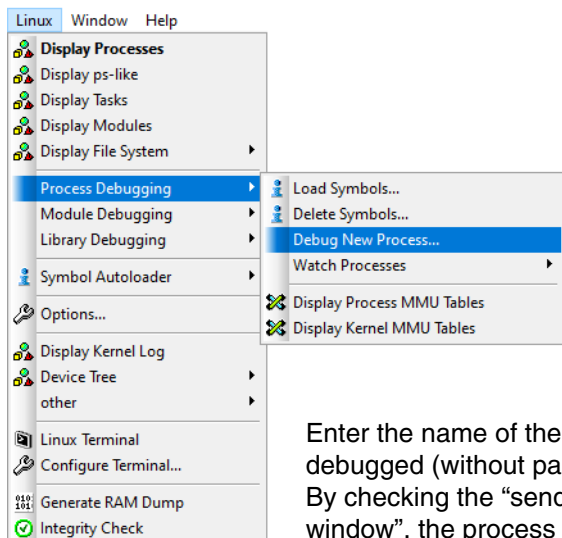 Linux Window Help
Display Processes
Display ps-like
Display Tasks
Display Modules
Display File System
Process Debugging
Module Debugging
Library Debugging
Symbol Autoloader
Options...
Display Kernel Log
Device Tree
other
Linux Terminal
Configure Terminal...
Generate RAM Dump
Integrity Check
Load Symbols...
Delete Symbols...
Debug New Process...
Watch Processes
Display Process MMU Tables
Display Kernel MMU Tables
Enter the name of the
debugged (without pa
By checking the “send
window”, the process